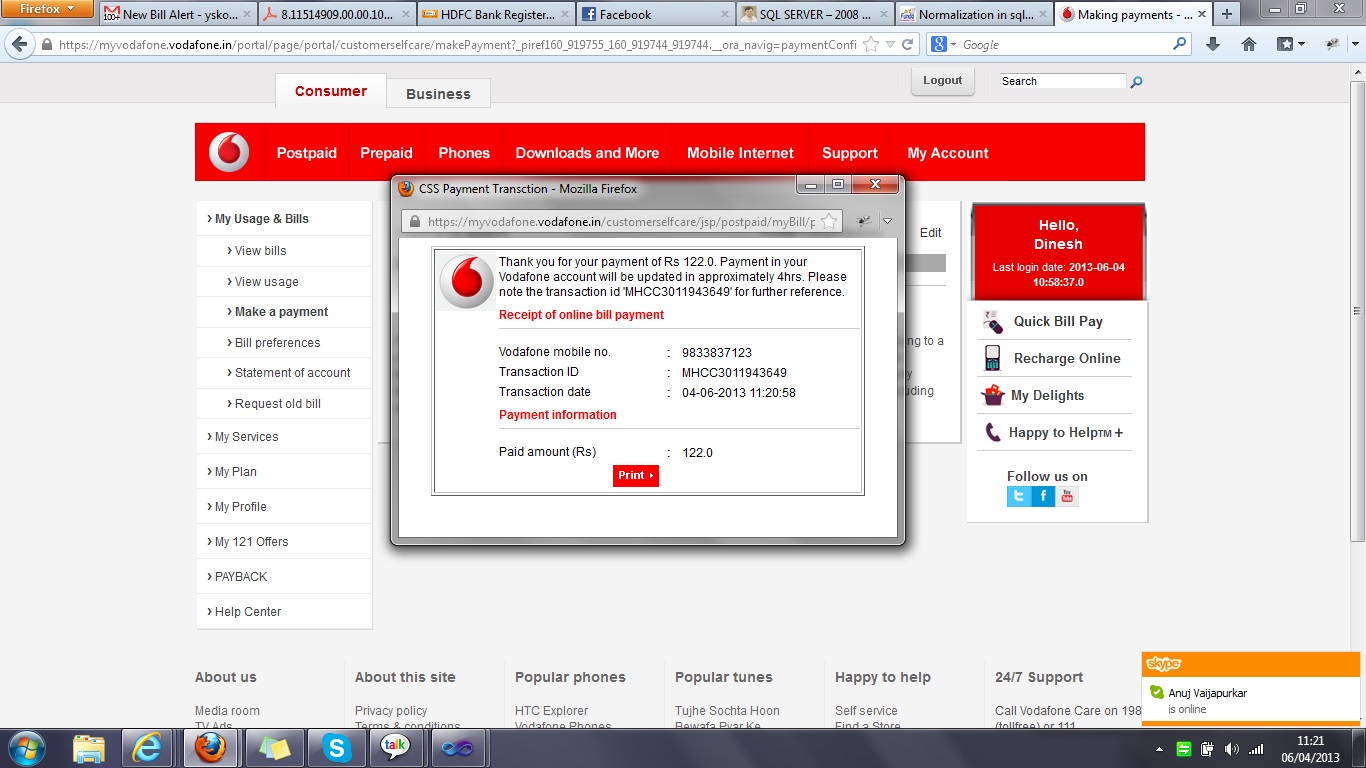 Firefox
New Bill Alert - ysko...
8.11514909.00.00.10...
HDFC Bank Register...
Facebook
SQL SERVER – 2008 ...
Normalization in sql...
Making payments - ...
https://myvodafone.vodafone.in/portal/page/portal/customerselfcare/makePayment?_piref160_919755_160_919744_919744.__ora_navig=paymentConfi
Google
Consumer
Business
Logout
Search
Postpaid
Prepaid
Phones
Downloads and More
Mobile Internet
Support
My Account
CSS Payment Transction - Mozilla Firefox
https://myvodafone.vodafone.in/customerselfcare/jsp/postpaid/myBill/p
Thank you for your payment of Rs 122.0. Payment in your
Vodafone account will be updated in approximately 4hrs. Please
note the transaction id 'MHCC3011943649' for further reference.
Receipt of online bill payment
Vodafone mobile no. : 9833837123
Transaction ID : MHCC3011943649
Transaction date : 04-06-2013 11:20:58
Payment information
Paid amount (Rs) : 122.0
Print
My Usage & Bills
View bills
View usage
Make a payment
Bill preferences
Statement of account
Request old bill
My Services
My Plan
My Profile
My 121 Offers
PAYBACK
Help Center
Edit
ng to a
Hello,
Dinesh
Last login date: 2013-06-04
10:58:37.0
Quick Bill Pay
Recharge Online
My Delights
Happy to HelpTM +
Follow us on
About us
Media room
TV Ads
About this site
Privacy policy
Terms & conditions
Popular phones
HTC Explorer
Vodafone Phones
Popular tunes
Tujhe Sochta Hoon
Bewafa Pyar Ke
Happy to help
Self service
Find a Store
24/7 Support
Call Vodafone Care on 198
(tollfree) or 111
skype
Anuj Vaijapurkar
is online
talk
11:21
06/04/2013